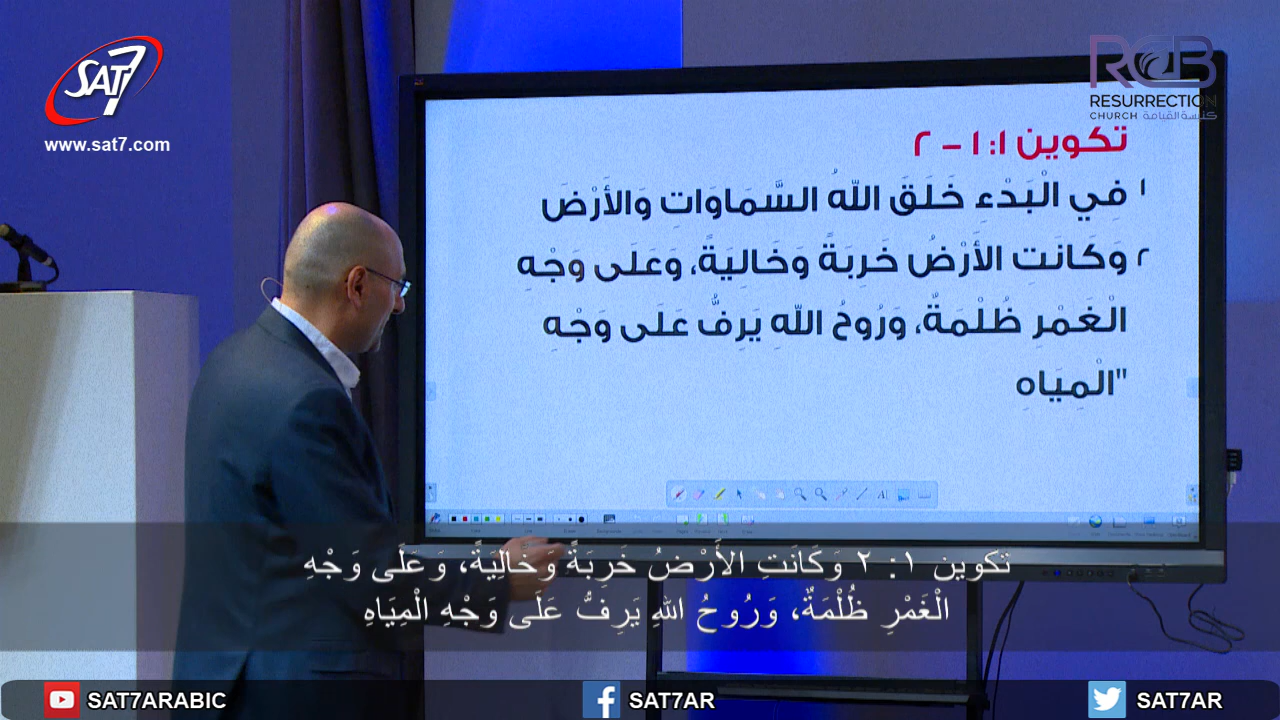 SAT7
www.sat7.com
RCB
RESURRECTION
CHURCH كنيسة القيامة
تكوين ١: ١ - ٢
١ فِي الْبَدْءِ خَلَقَ اللهُ السَّمَاوَاتِ وَالأَرْضَ
٢ وَكَانَتِ الأَرْضُ خَرِبَةً وَخَالِيَةً، وَعَلَى وَجْهِ
الْغَمْرِ ظُلْمَةٌ، وَرُوحُ اللهِ يَرِفُّ عَلَى وَجْهِ
"الْمِيَاهِ
تكوين ١: ٢ وَكَانَتِ الأَرْضُ خَرِبَةً وَخَالِيَةً، وَعَلَى وَجْهِ
الْغَمْرِ ظُلْمَةٌ، وَرُوحُ اللهِ يَرِفُّ عَلَى وَجْهِ الْمِيَاهِ
SAT7ARABIC
SAT7AR
SAT7AR